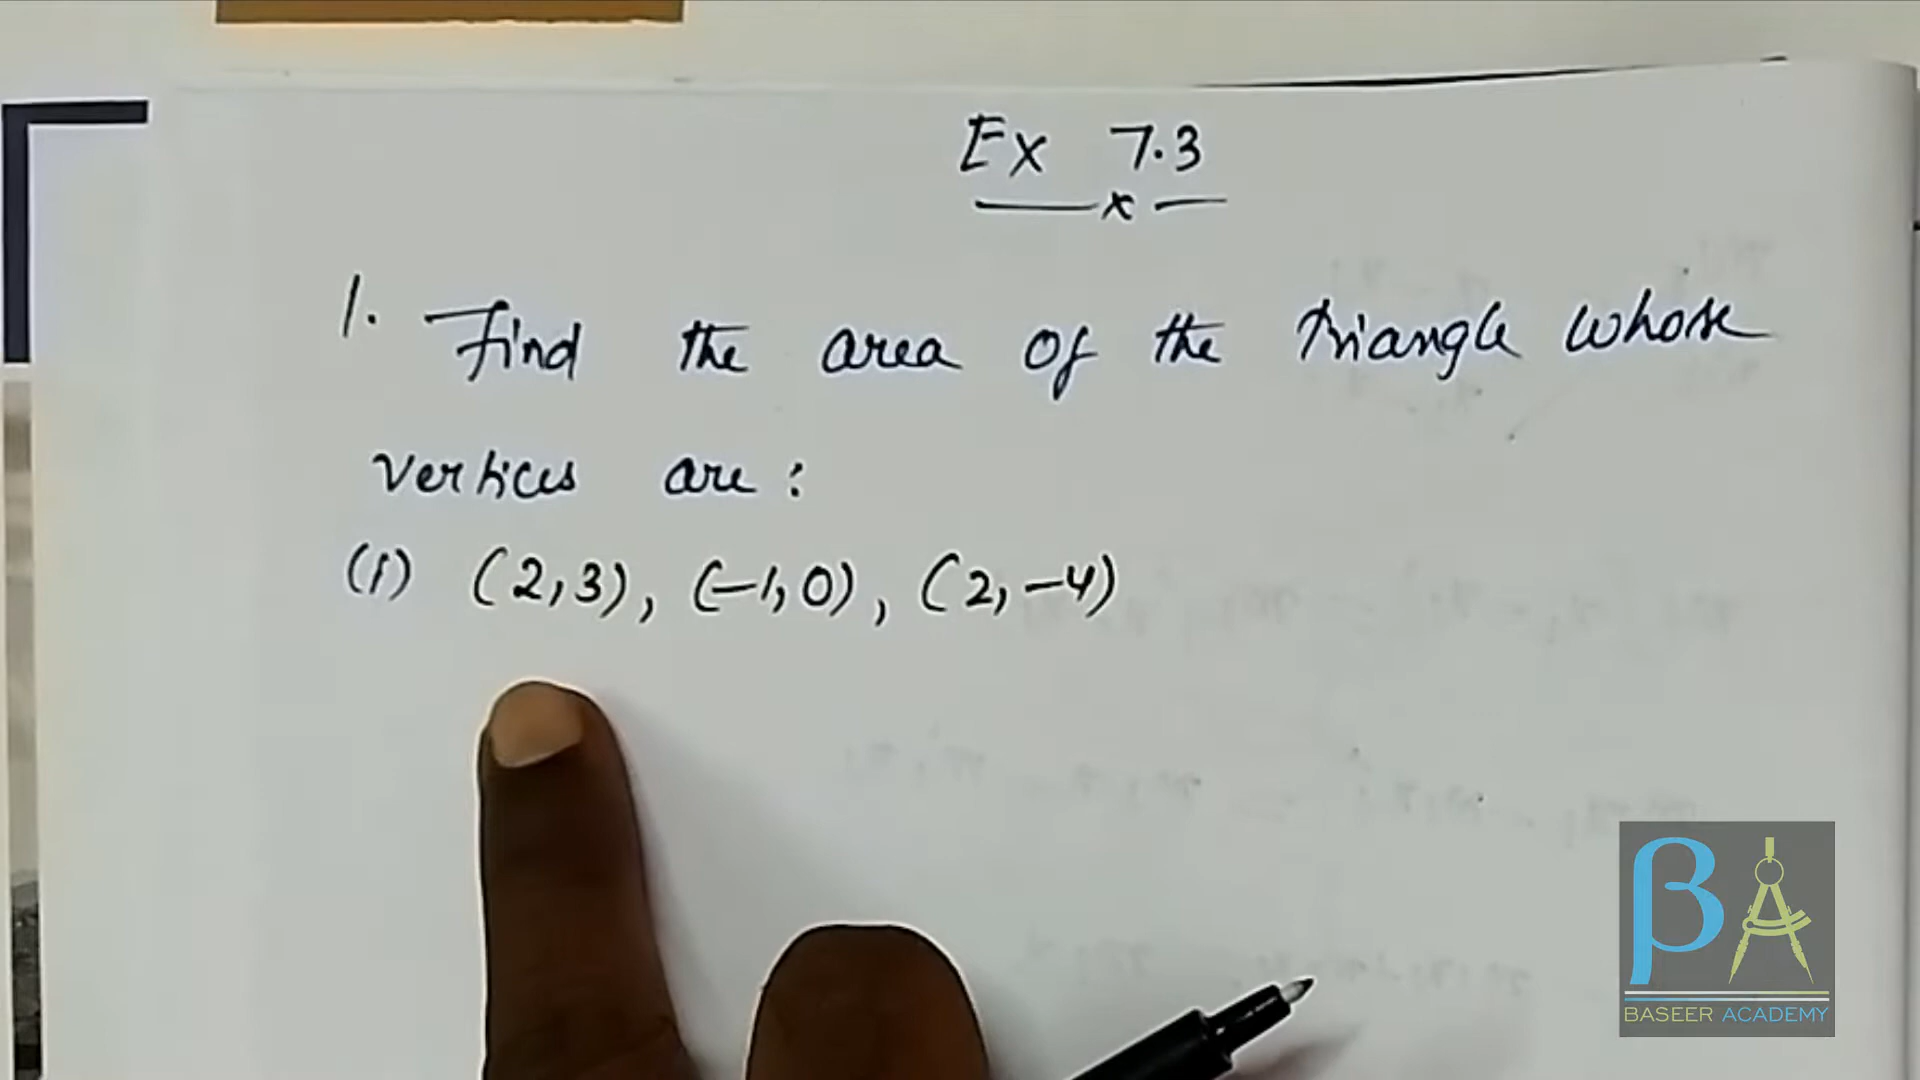 Ex 7.3
x
1. Find the area of the triangle whose
vertices are:
(i) (2,3), (-1,0), (2,-4)
βA
BASEER ACADEMY